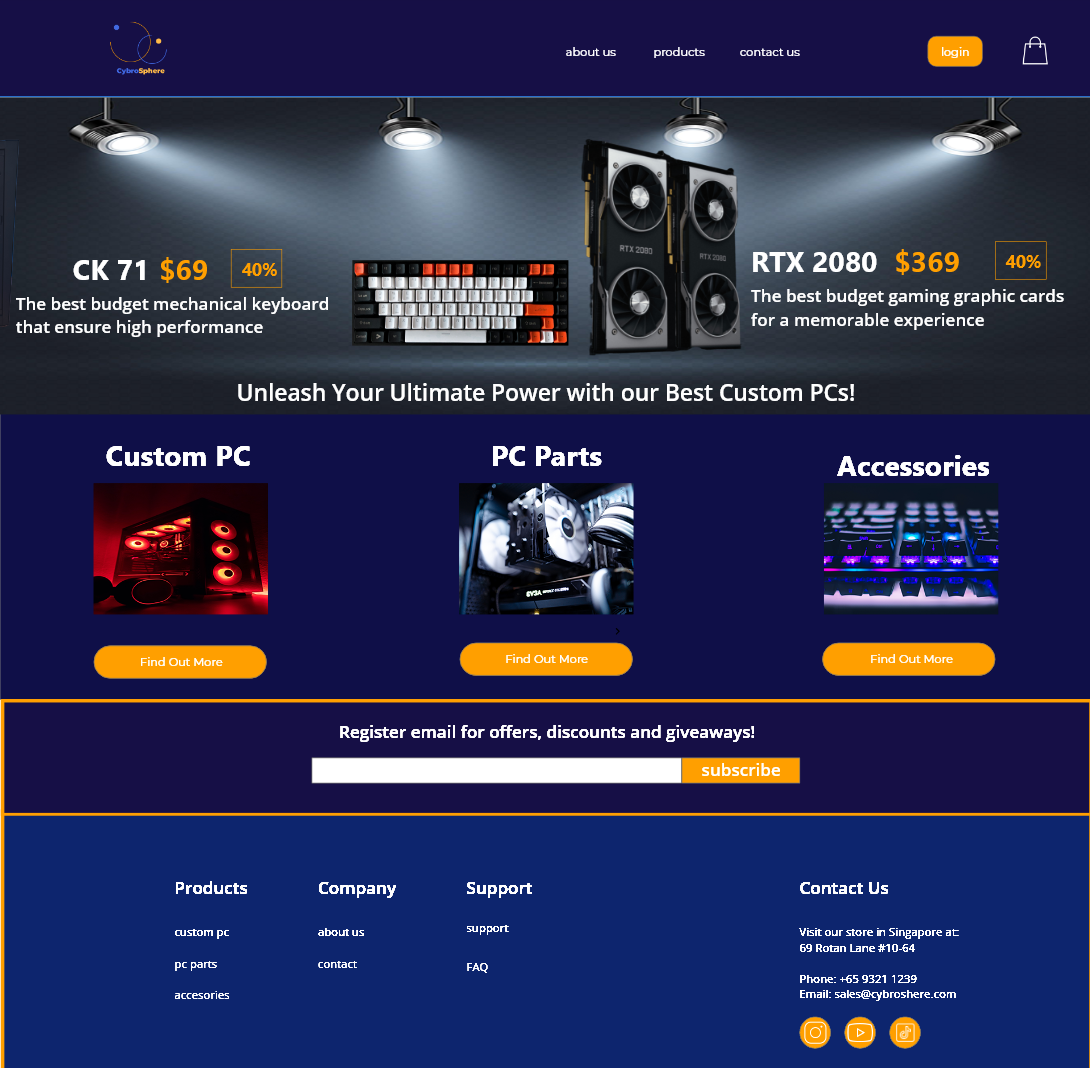 CybroSphere
about us
products
contact us
login
CK 71 $69 40%
The best budget mechanical keyboard
that ensure high performance
RTX 2080
RTX 2080
RTX 2080 $369 40%
The best budget gaming graphic cards
for a memorable experience
Unleash Your Ultimate Power with our Best Custom PCs!
Custom PC
PC Parts
Accessories
EVGA
Find Out More
Find Out More
Find Out More
Register email for offers, discounts and giveaways!
subscribe
Products
custom pc
pc parts
accesories
Company
about us
contact
Support
support
FAQ
Contact Us
Visit our store in Singapore at:
69 Rotan Lane #10-64
Phone: +65 9321 1239
Email: sales@cybroshere.com